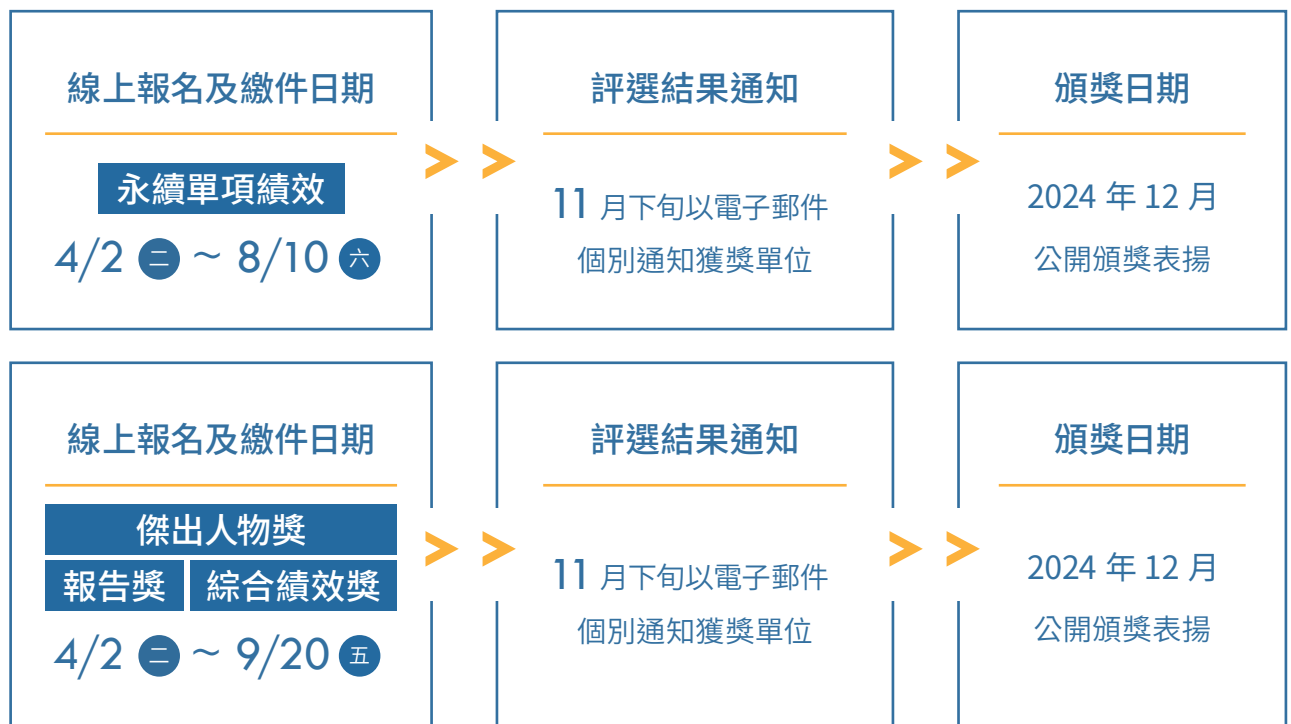 線上報名及繳件日期
永續單項績效
4/2 二 ~ 8/10 六
評選結果通知
11 月下旬以電子郵件
個別通知獲獎單位
頒獎日期
2024 年 12 月
公開頒獎表揚
線上報名及繳件日期
傑出人物獎
報告獎 綜合績效獎
4/2 二 ~ 9/20 五
評選結果通知
11 月下旬以電子郵件
個別通知獲獎單位
頒獎日期
2024 年 12 月
公開頒獎表揚